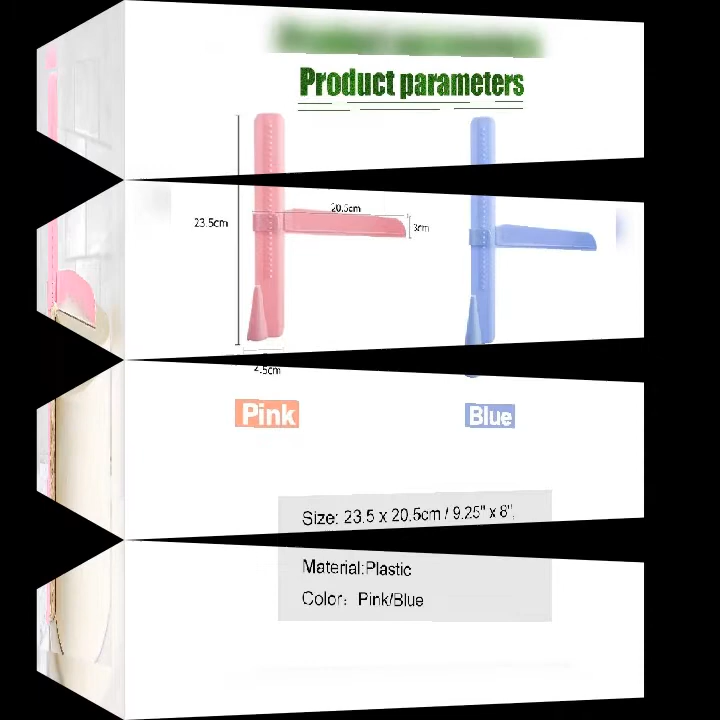 Product parameters
20.5cm
23.5cm
3cm
4.5cm
Pink
Blue
Size: 23.5 x 20.5cm / 9.25" x 8",
Material:Plastic
Color: Pink/Blue